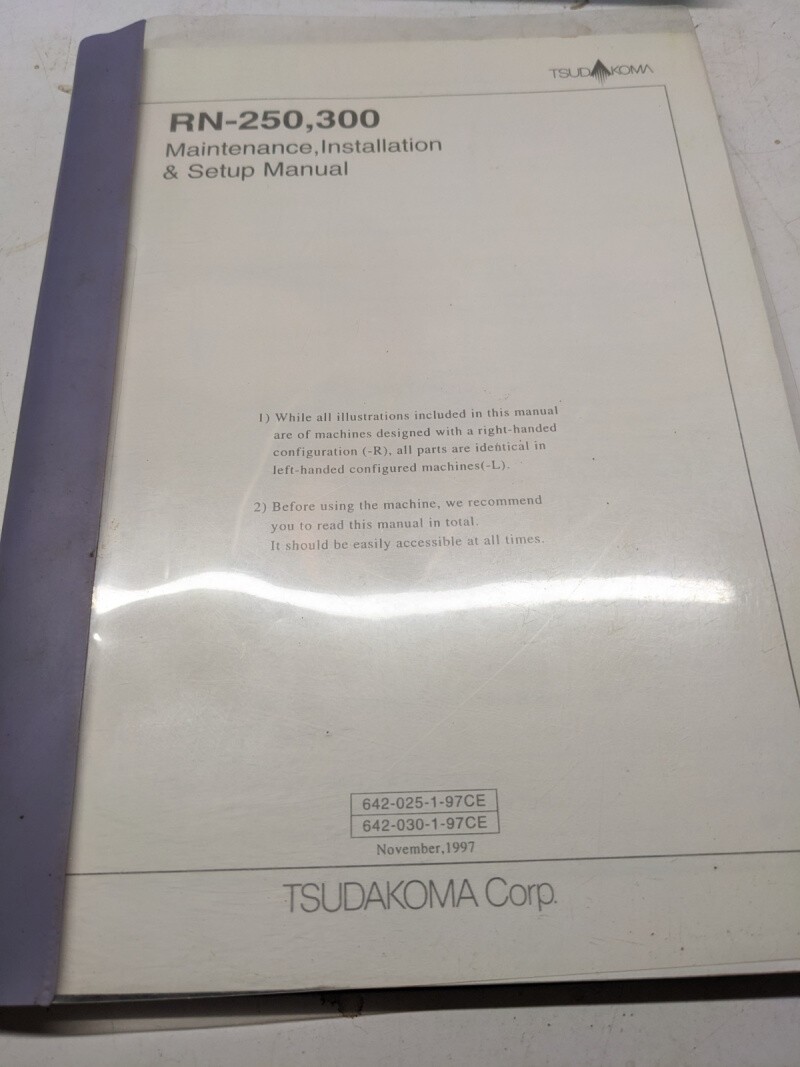 TSUDAKOMA
RN-250,300
Maintenance,Installation
& Setup Manual
1) While all illustrations included in this manual
are of machines designed with a right-handed
configuration (-R), all parts are identical in
left-handed configured machines(-L).
2) Before using the machine, we recommend
you to read this manual in total.
It should be easily accessible at all times.
642-025-1-97CE
642-030-1-97CE
November,1997
TSUDAKOMA Corp.